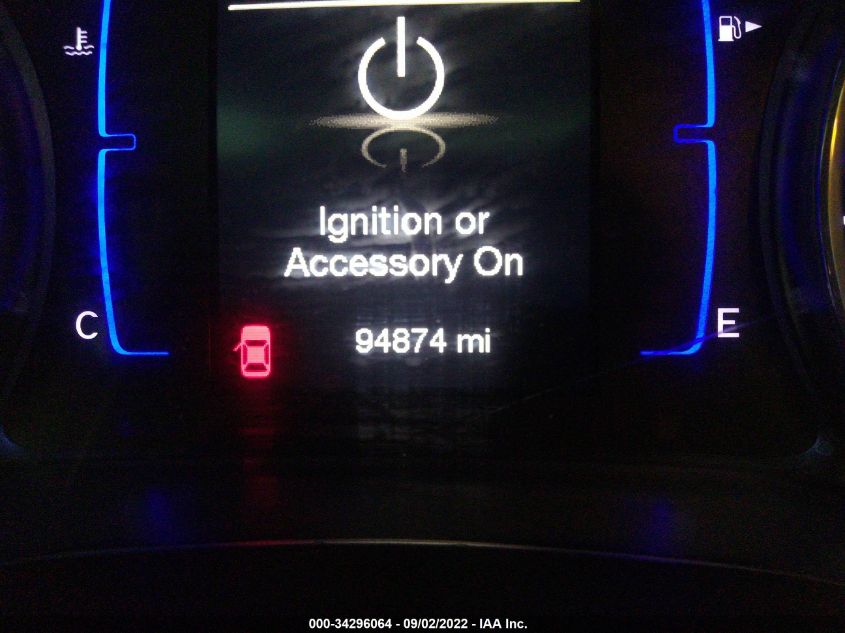 Ignition or
Accessory On
C
94874 mi
E
000-34296064 - 09/02/2022 - IAA Inc.